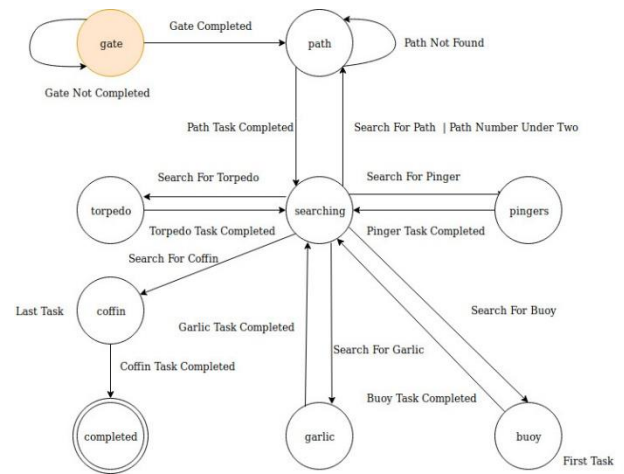 Gate Completed
gate
path
Path Not Found
Gate Not Completed
Path Task Completed
Search For Path | Path Number Under Two
Search For Torpedo
Search For Pinger
torpedo
searching
pingers
Torpedo Task Completed
Pinger Task Completed
Search For Coffin
Last Task
coffin
Search For Buoy
Garlic Task Completed
Search For Garlic
Coffin Task Completed
Buoy Task Completed
completed
garlic
buoy
First Task